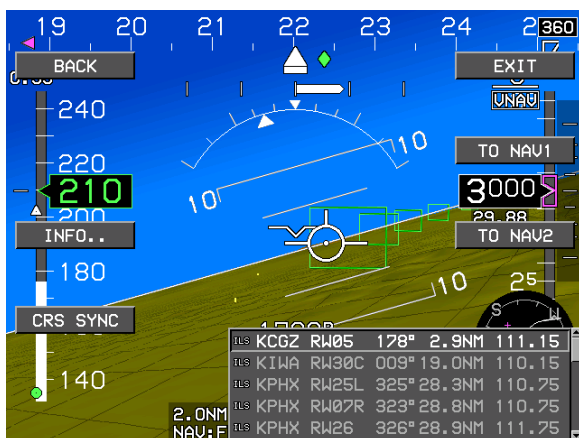 19 21 22 23 24 2 360
BACK
EXIT
VNAV
240
10
220
TO NAV1
210
10
3000
200
29.88
INFO..
TO NAV2
180
10
25
CRS SYNC
S W
ILS KCGZ RW05 178° 2.9NM 111.15
ILS KIWA RW30C 009° 19.0NM 110.15
140
ILS KPHX RW25L 325° 28.3NM 110.75
2.0NM
ILS KPHX RW07R 323° 28.8NM 110.75
NAV:F
ILS KPHX RW26 326° 28.9NM 111.75